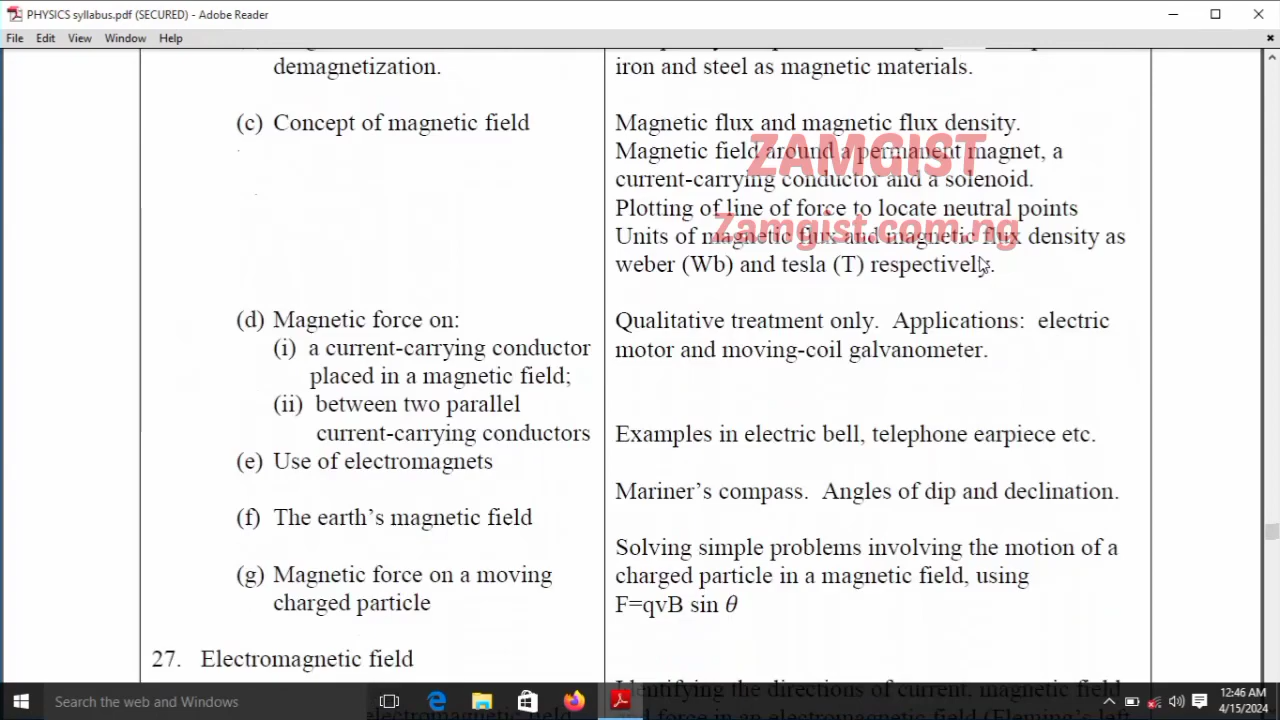 PHYSICS syllabus.pdf (SECURED) - Adobe Reader
File Edit View Window Help
demagnetization.
iron and steel as magnetic materials.
(c) Concept of magnetic field
Magnetic flux and magnetic flux density.
Magnetic field around a permanent magnet, a
current-carrying conductor and a solenoid.
Plotting of line of force to locate neutral points
Units of magnetic flux and magnetic flux density as
weber (Wb) and tesla (T) respectively.
ZAMGIST
Zamgist.com.ng
(d) Magnetic force on:
(i) a current-carrying conductor
placed in a magnetic field;
(ii) between two parallel
current-carrying conductors
Qualitative treatment only. Applications: electric
motor and moving-coil galvanometer.
(e) Use of electromagnets
Examples in electric bell, telephone earpiece etc.
(f) The earth's magnetic field
Mariner's compass. Angles of dip and declination.
(g) Magnetic force on a moving
charged particle
Solving simple problems involving the motion of a
charged particle in a magnetic field, using
F=qvB sin θ
27. Electromagnetic field
Identifying the directions of current, magnetic field
Search the web and Windows
12:46 AM
4/15/2024